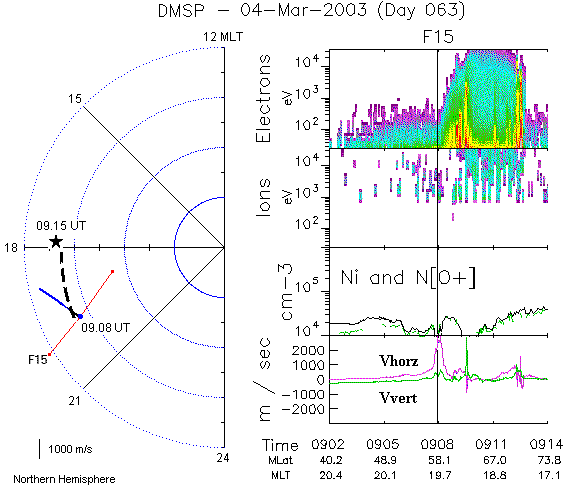 DMSP - 04-Mar-2003 (Day 063)
12 MLT
15
18
21
24
09.15 UT
09.08 UT
F15
1000 m/s
Northern Hemisphere
F15
Electrons
eV
10^4
10^3
10^2
Ions
eV
10^4
10^3
10^2
cm-3
Ni and N[O+]
10^5
10^4
m / sec
2000
1000
0
-1000
-2000
Vhorz
Vvert
Time 0902 0905 0908 0911 0914
MLat 40.2 48.9 58.1 67.0 73.8
MLT 20.4 20.1 19.7 18.8 17.1